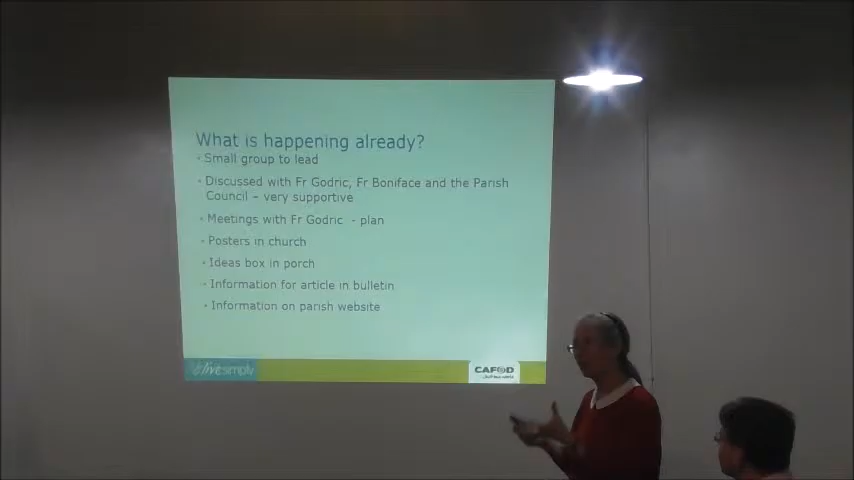 What is happening already?
• Small group to lead
• Discussed with Fr Godric, Fr Boniface and the Parish
Council – very supportive
• Meetings with Fr Godric - plan
• Posters in church
• Ideas box in porch
• Information for article in bulletin
• Information on parish website
livesimply
CAFOD